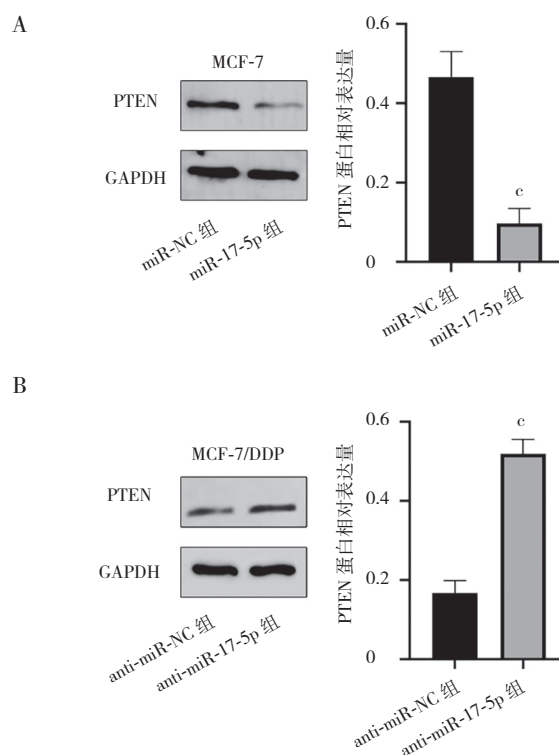 A
MCF-7
PTEN
GAPDH
miR-NC 组
miR-17-5p 组
PTEN 蛋白相对表达量
0.6
0.4
0.2
0
c
miR-NC 组
miR-17-5p 组
B
MCF-7/DDP
PTEN
GAPDH
anti-miR-NC 组
anti-miR-17-5p 组
PTEN 蛋白相对表达量
0.6
0.4
0.2
0
c
anti-miR-NC 组
anti-miR-17-5p 组